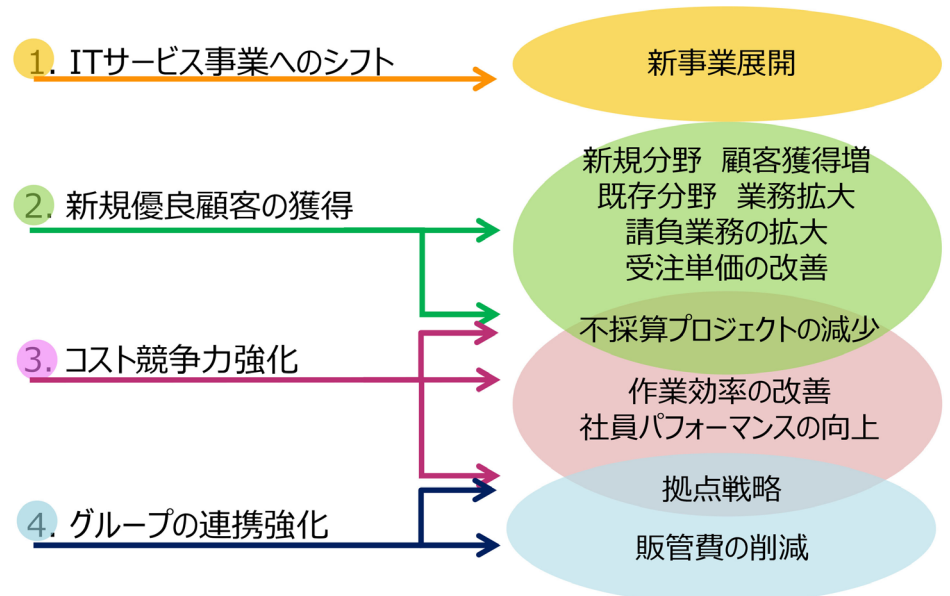 1. ITサービス事業へのシフト
新事業展開
2. 新規優良顧客の獲得
新規分野 顧客獲得増
既存分野 業務拡大
請負業務の拡大
受注単価の改善
不採算プロジェクトの減少
3. コスト競争力強化
作業効率の改善
社員パフォーマンスの向上
拠点戦略
4. グループの連携強化
販管費の削減